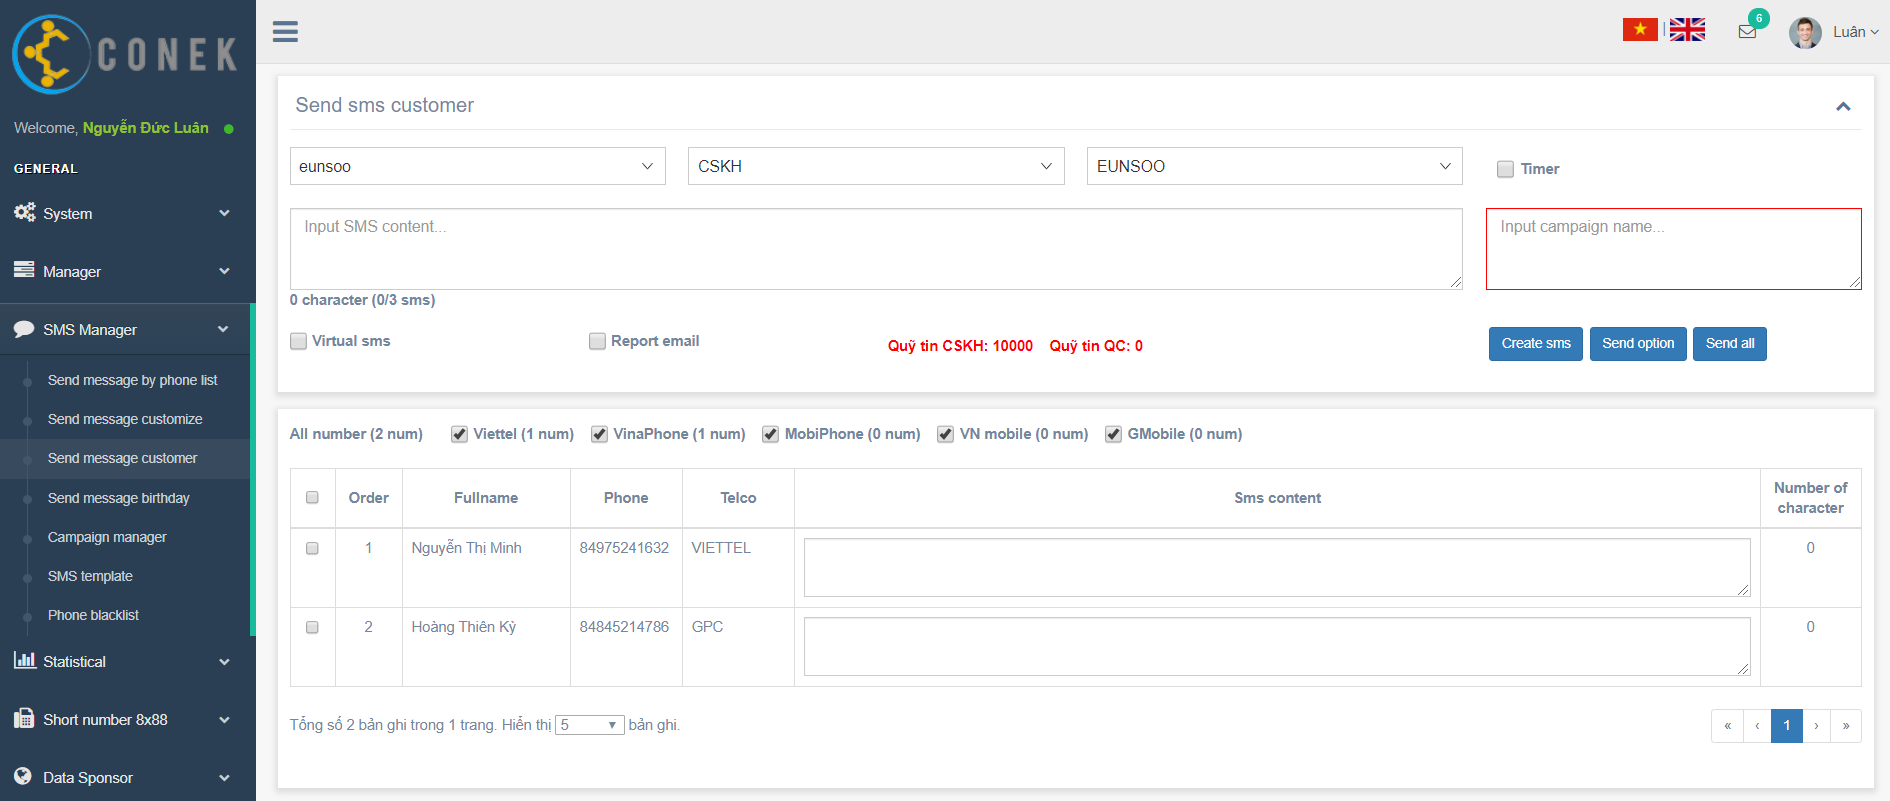 CONEK
6
Luân
Welcome, Nguyễn Đức Luân
GENERAL
System
Manager
SMS Manager
Send message by phone list
Send message customize
Send message customer
Send message birthday
Campaign manager
SMS template
Phone blacklist
Statistical
Short number 8x88
Data Sponsor
Send sms customer
eunsoo
CSKH
EUNSOO
Timer
Input SMS content...
Input campaign name...
0 character (0/3 sms)
Virtual sms
Report email
Quỹ tin CSKH: 10000 Quỹ tin QC: 0
Create sms
Send option
Send all
All number (2 num) Viettel (1 num) VinaPhone (1 num) MobiPhone (0 num) VN mobile (0 num) GMobile (0 num)
Order Fullname Phone Telco Sms content Number of character
1 Nguyễn Thị Minh 84975241632 VIETTEL 0
2 Hoàng Thiên Kỳ 84845214786 GPC 0
Tổng số 2 bản ghi trong 1 trang. Hiển thị 5 bản ghi.
« ‹ 1 › »